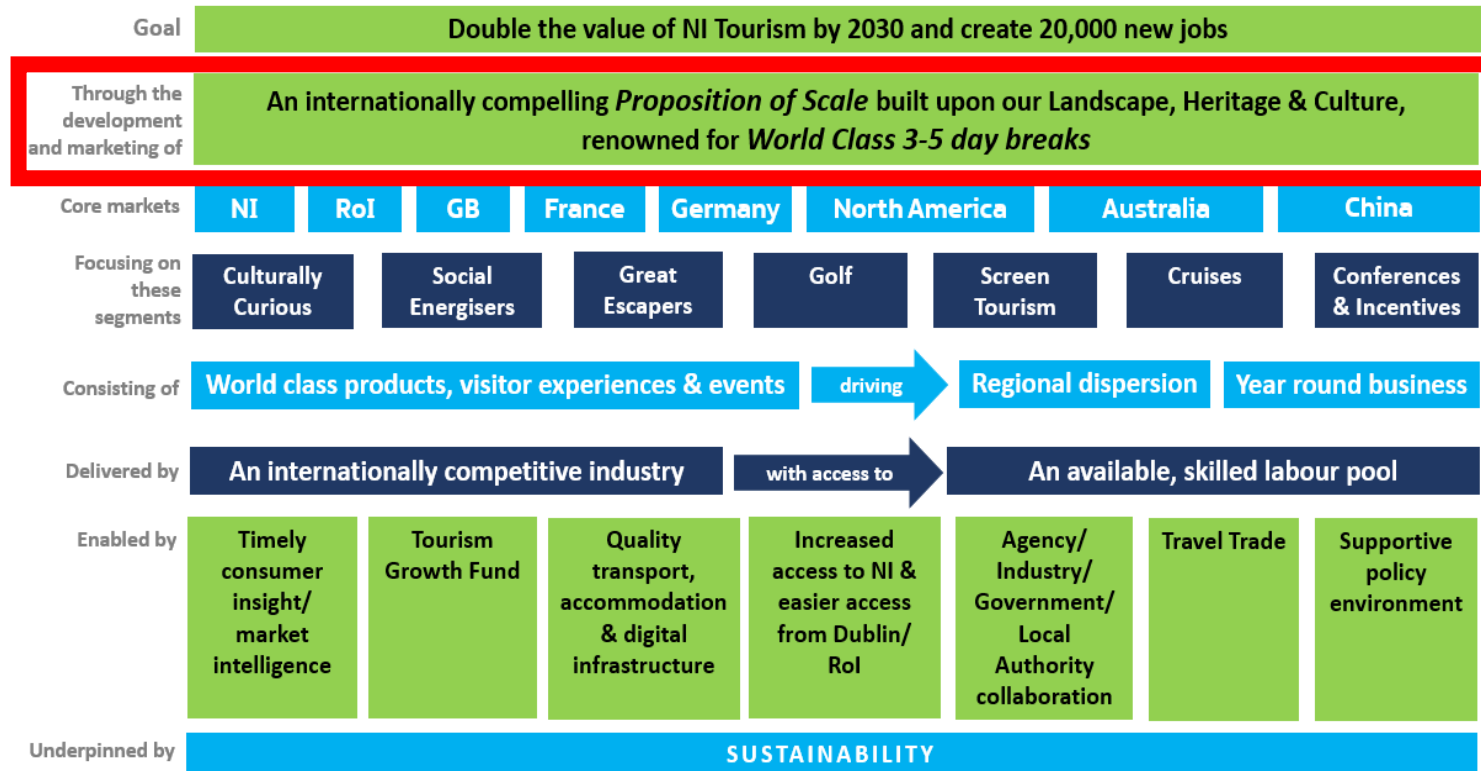 Goal
Double the value of NI Tourism by 2030 and create 20,000 new jobs
Through the
development
and marketing of
An internationally compelling Proposition of Scale built upon our Landscape, Heritage & Culture,
renowned for World Class 3-5 day breaks
Core markets
NI
RoI
GB
France
Germany
North America
Australia
China
Focusing on
these
segments
Culturally
Curious
Social
Energisers
Great
Escapers
Golf
Screen
Tourism
Cruises
Conferences
& Incentives
Consisting of
World class products, visitor experiences & events
driving
Regional dispersion
Year round business
Delivered by
An internationally competitive industry
with access to
An available, skilled labour pool
Enabled by
Timely
consumer
insight/
market
intelligence
Tourism
Growth Fund
Quality
transport,
accommodation
& digital
infrastructure
Increased
access to NI &
easier access
from Dublin/
RoI
Agency/
Industry/
Government/
Local
Authority
collaboration
Travel Trade
Supportive
policy
environment
Underpinned by
SUSTAINABILITY